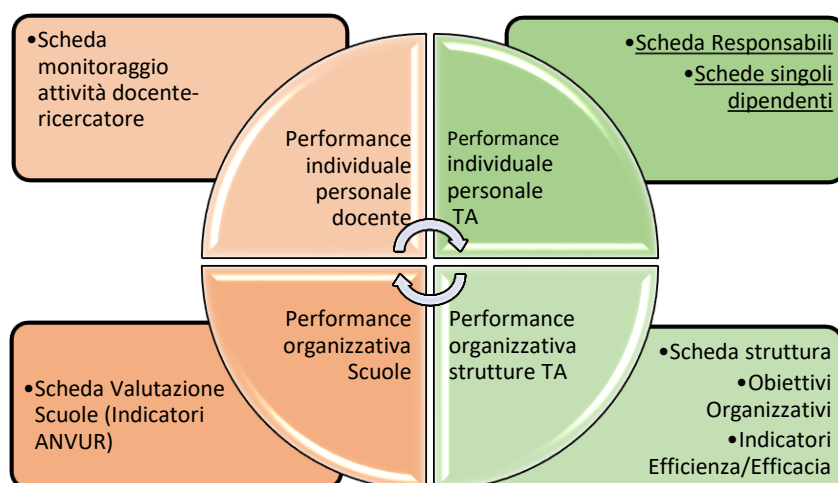 •Scheda
monitoraggio
attività docente-
ricercatore
•Scheda Responsabili
•Schede singoli
dipendenti
Performance
individuale
personale
docente
Performance
individuale
personale
TA
Performance
organizzativa
Scuole
Performance
organizzativa
strutture TA
•Scheda Valutazione
Scuole (Indicatori
ANVUR)
•Scheda struttura
•Obiettivi
Organizzativi
•Indicatori
Efficienza/Efficacia